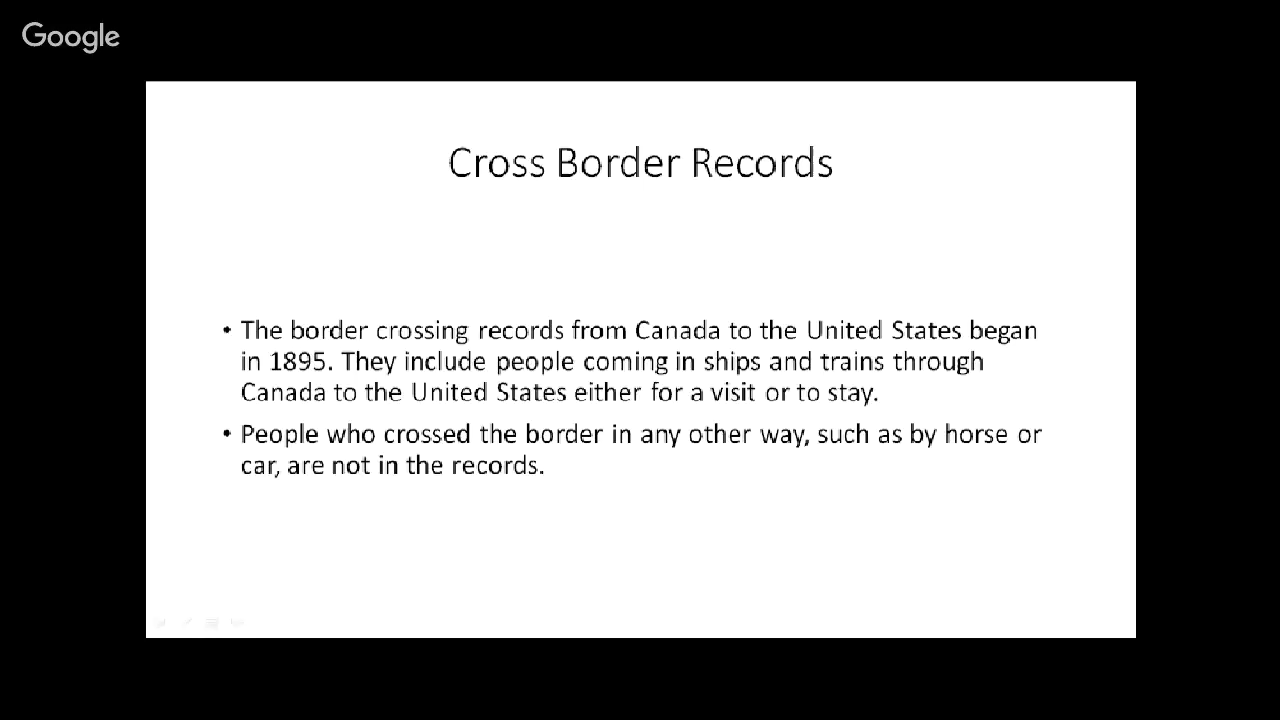 Google
Cross Border Records
• The border crossing records from Canada to the United States began
in 1895. They include people coming in ships and trains through
Canada to the United States either for a visit or to stay.
• People who crossed the border in any other way, such as by horse or
car, are not in the records.